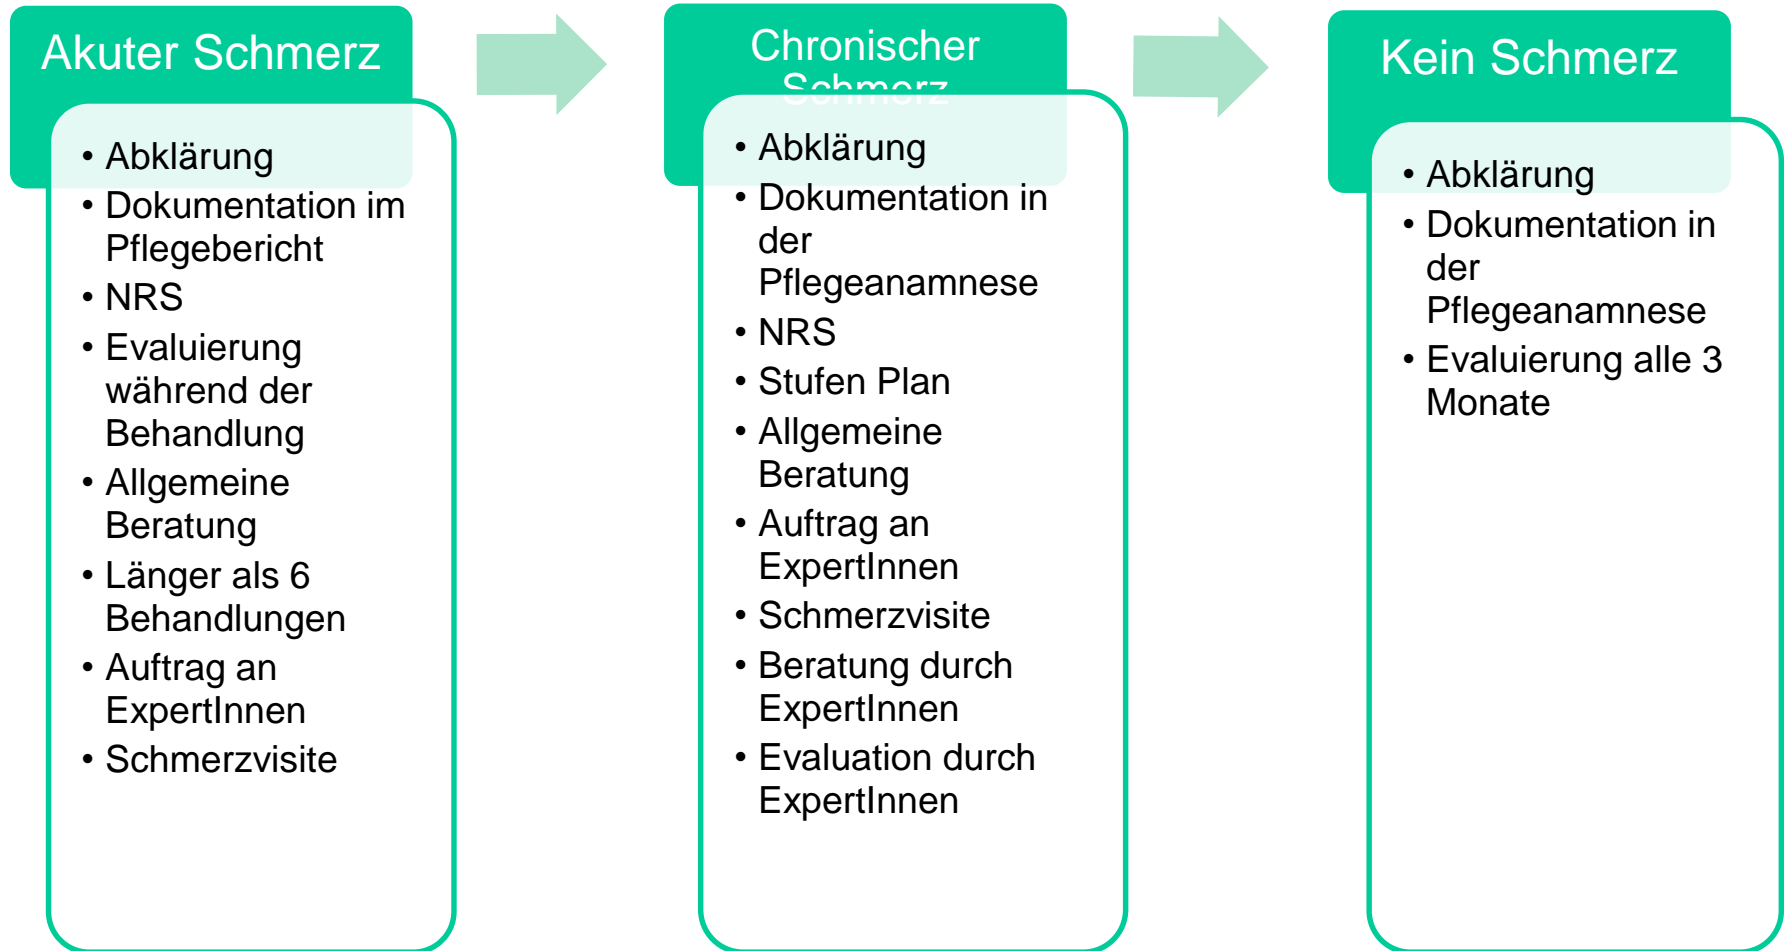 Akuter Schmerz
• Abklärung
• Dokumentation im
Pflegebericht
• NRS
• Evaluierung
während der
Behandlung
• Allgemeine
Beratung
• Länger als 6
Behandlungen
• Auftrag an
ExpertInnen
• Schmerzvisite
Chronischer
Schmerz
• Abklärung
• Dokumentation in
der
Pflegeanamnese
• NRS
• Stufen Plan
• Allgemeine
Beratung
• Auftrag an
ExpertInnen
• Schmerzvisite
• Beratung durch
ExpertInnen
• Evaluation durch
ExpertInnen
Kein Schmerz
• Abklärung
• Dokumentation in
der
Pflegeanamnese
• Evaluierung alle 3
Monate